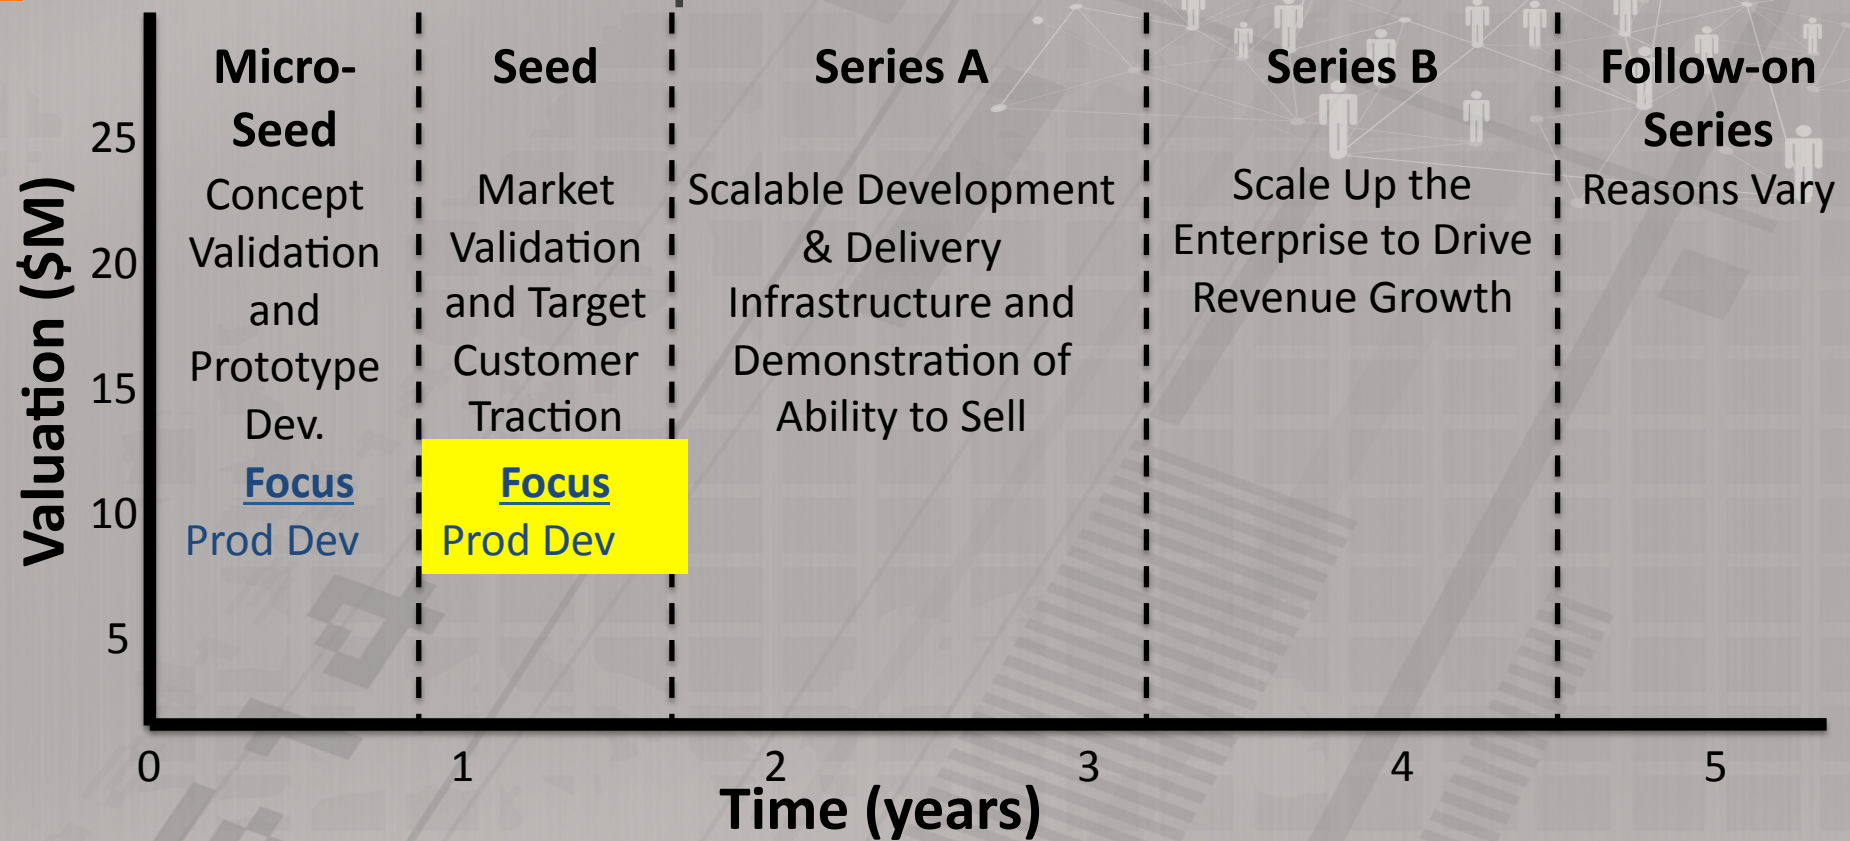 Micro-
Seed
Concept
Validation
and
Prototype
Dev.
Focus
Prod Dev
Seed
Market
Validation
and Target
Customer
Traction
Focus
Prod Dev
Series A
Scalable Development
& Delivery
Infrastructure and
Demonstration of
Ability to Sell
Series B
Scale Up the
Enterprise to Drive
Revenue Growth
Follow-on
Series
Reasons Vary
Valuation ($M)
25
20
15
10
5
0 1 2 3 4 5
Time (years)